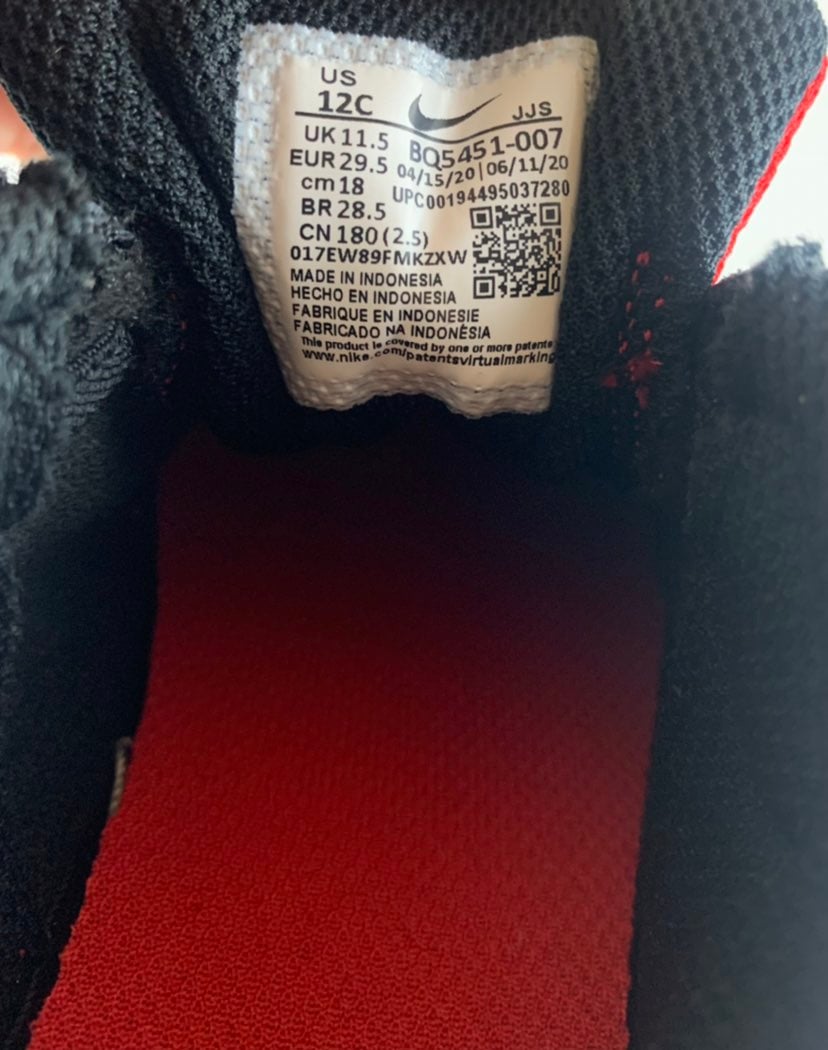 US
12C
JJS
UK 11.5
BQ5451-007
EUR 29.5
04/15/20|06/11/20
cm 18
UPC00194495037280
BR 28.5
CN 180 (2.5)
017EW89FMKZXW
MADE IN INDONESIA
HECHO EN INDONESIA
FABRIQUE EN INDONESIE
FABRICADO NA INDONÉSIA
This product is covered by one or more patents
www.nike.com/patentsvirtualmarking